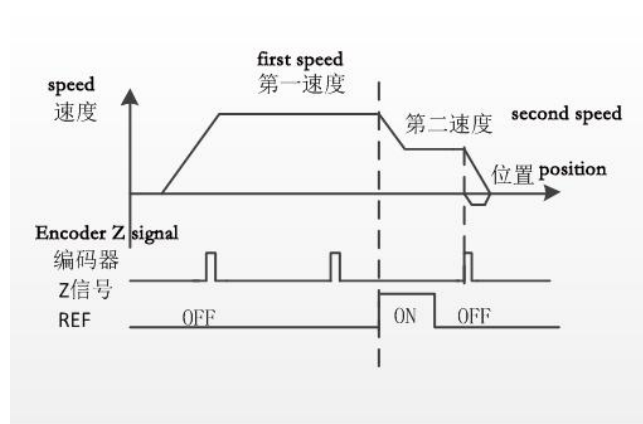 first speed
第一速度
speed
速度
second speed
第二速度
位置 position
Encoder Z signal
编码器
Z信号
REF
OFF
ON
OFF